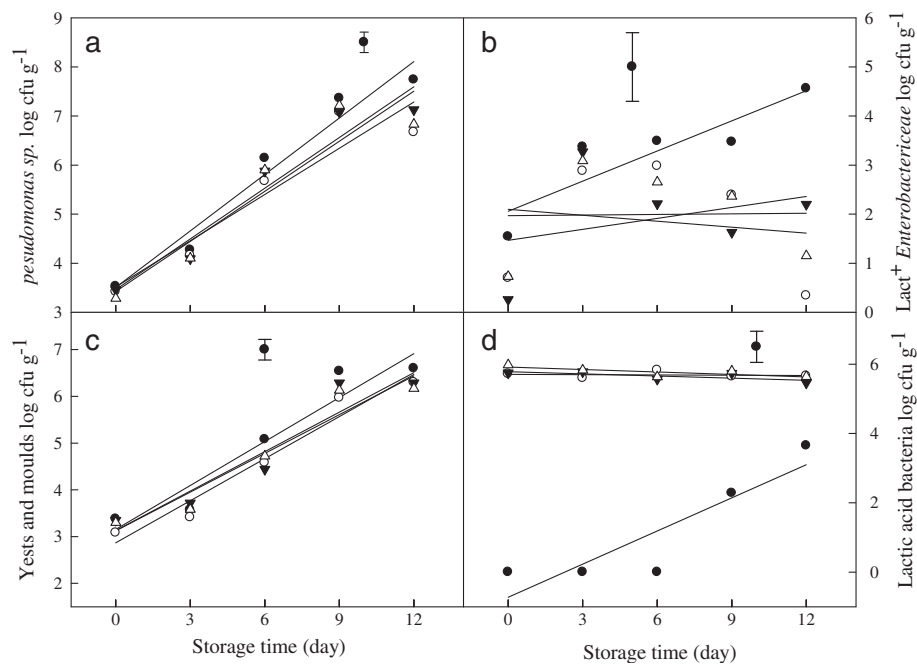 a
b
c
d
pesudomonas sp. log cfu g⁻¹
9
8
7
6
5
4
3
Lact⁺ Enterobactericeae log cfu g⁻¹
6
5
4
3
2
1
0
Yests and moulds log cfu g⁻¹
7
6
5
4
3
2
Lactic acid bacteria log cfu g⁻¹
6
4
2
0
0 3 6 9 12
0 3 6 9 12
Storage time (day)
Storage time (day)